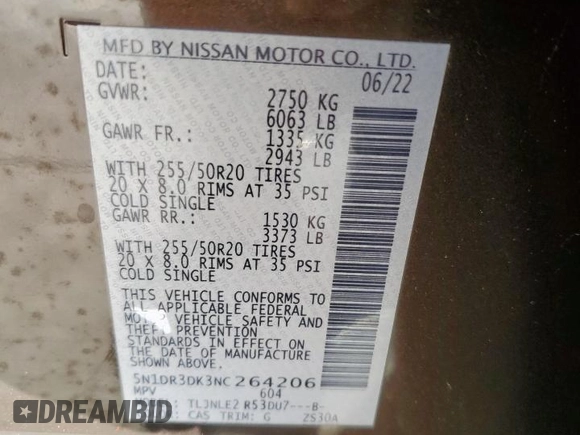 MFD BY NISSAN MOTOR CO., LTD.
DATE: 06/22
GVWR: 2750 KG
6063 LB
GAWR FR.: 1335 KG
2943 LB
WITH 255/50R20 TIRES
20 X 8.0 RIMS AT 35 PSI
COLD SINGLE
GAWR RR.: 1530 KG
3373 LB
WITH 255/50R20 TIRES
20 X 8.0 RIMS AT 35 PSI
COLD SINGLE
THIS VEHICLE CONFORMS TO
ALL APPLICABLE FEDERAL
MOTOR VEHICLE SAFETY AND
THEFT PREVENTION
STANDARDS IN EFFECT ON
THE DATE OF MANUFACTURE
SHOWN ABOVE.
5N1DR3DK3NC264206
MPV 604
TLJNLE2 R53DU7---B-
CAS TRIM: G 2S30A
DIDIKO.COM